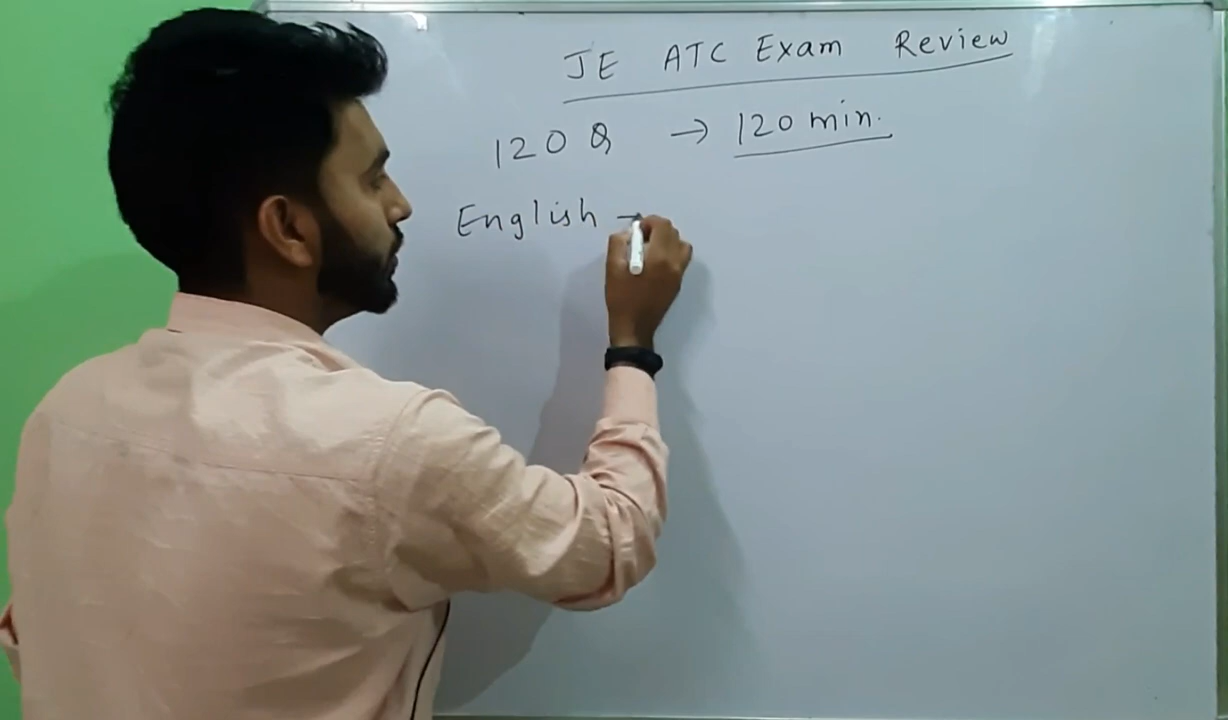 JE ATC Exam Review
120 Q → 120 min.
English →